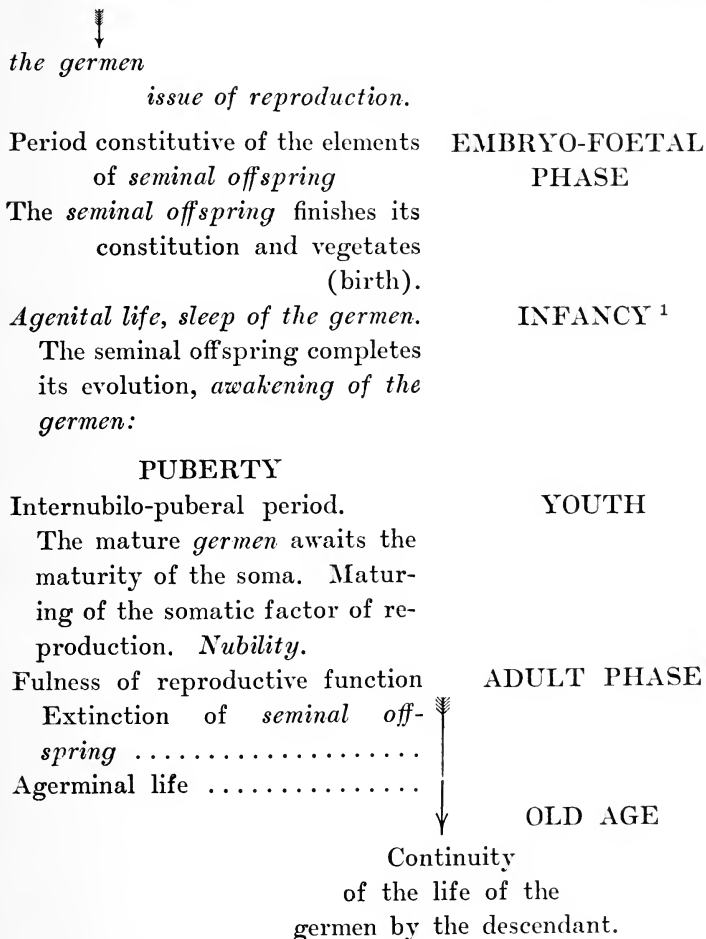 the germen
issue of reproduction.
Period constitutive of the elements EMBRYO-FOETAL
of seminal offspring PHASE
The seminal offspring finishes its
constitution and vegetates
(birth).
Agenital life, sleep of the germen. INFANCY 1
The seminal offspring completes
its evolution, awakening of the
germen:
PUBERTY
Internubilo-puberal period. YOUTH
The mature germen awaits the
maturity of the soma. Matur-
ing of the somatic factor of re-
production. Nubility.
Fulness of reproductive function ADULT PHASE
Extinction of seminal off-
spring ....................
Agerminal life ...............
OLD AGE
Continuity
of the life of the
germen by the descendant.